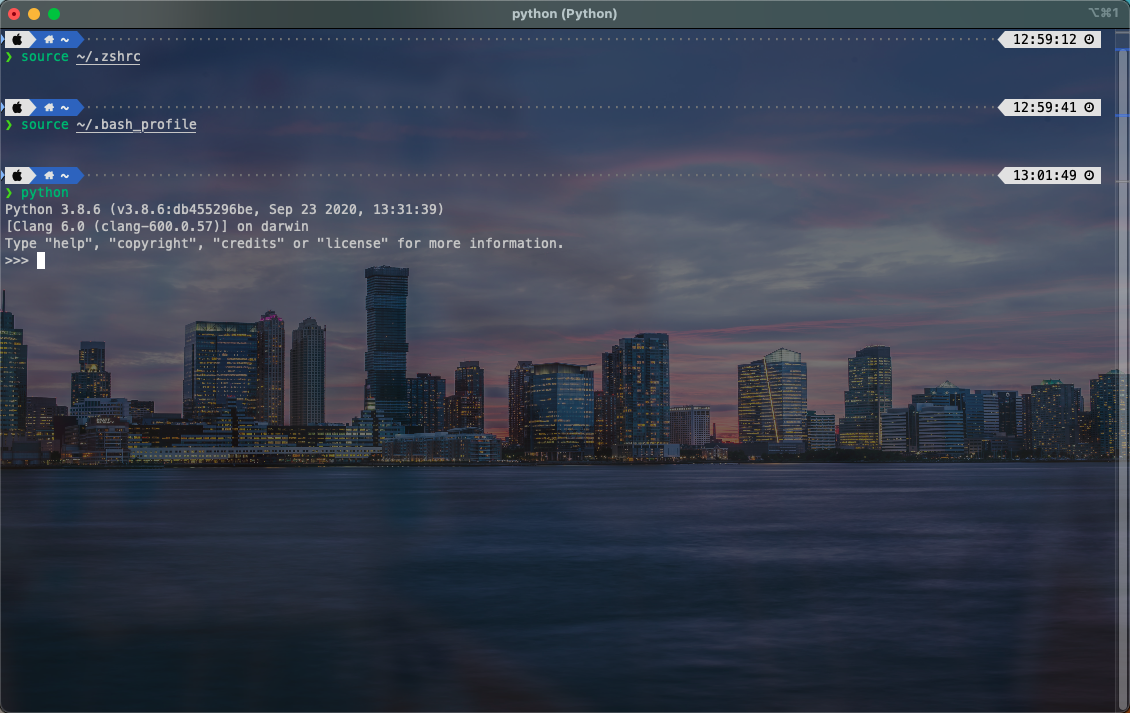 python (Python)
⌥⌘1
~
12:59:12
❯ source ~/.zshrc
~
12:59:41
❯ source ~/.bash_profile
~
13:01:49
❯ python
Python 3.8.6 (v3.8.6:db455296be, Sep 23 2020, 13:31:39)
[Clang 6.0 (clang-600.0.57)] on darwin
Type "help", "copyright", "credits" or "license" for more information.
>>>